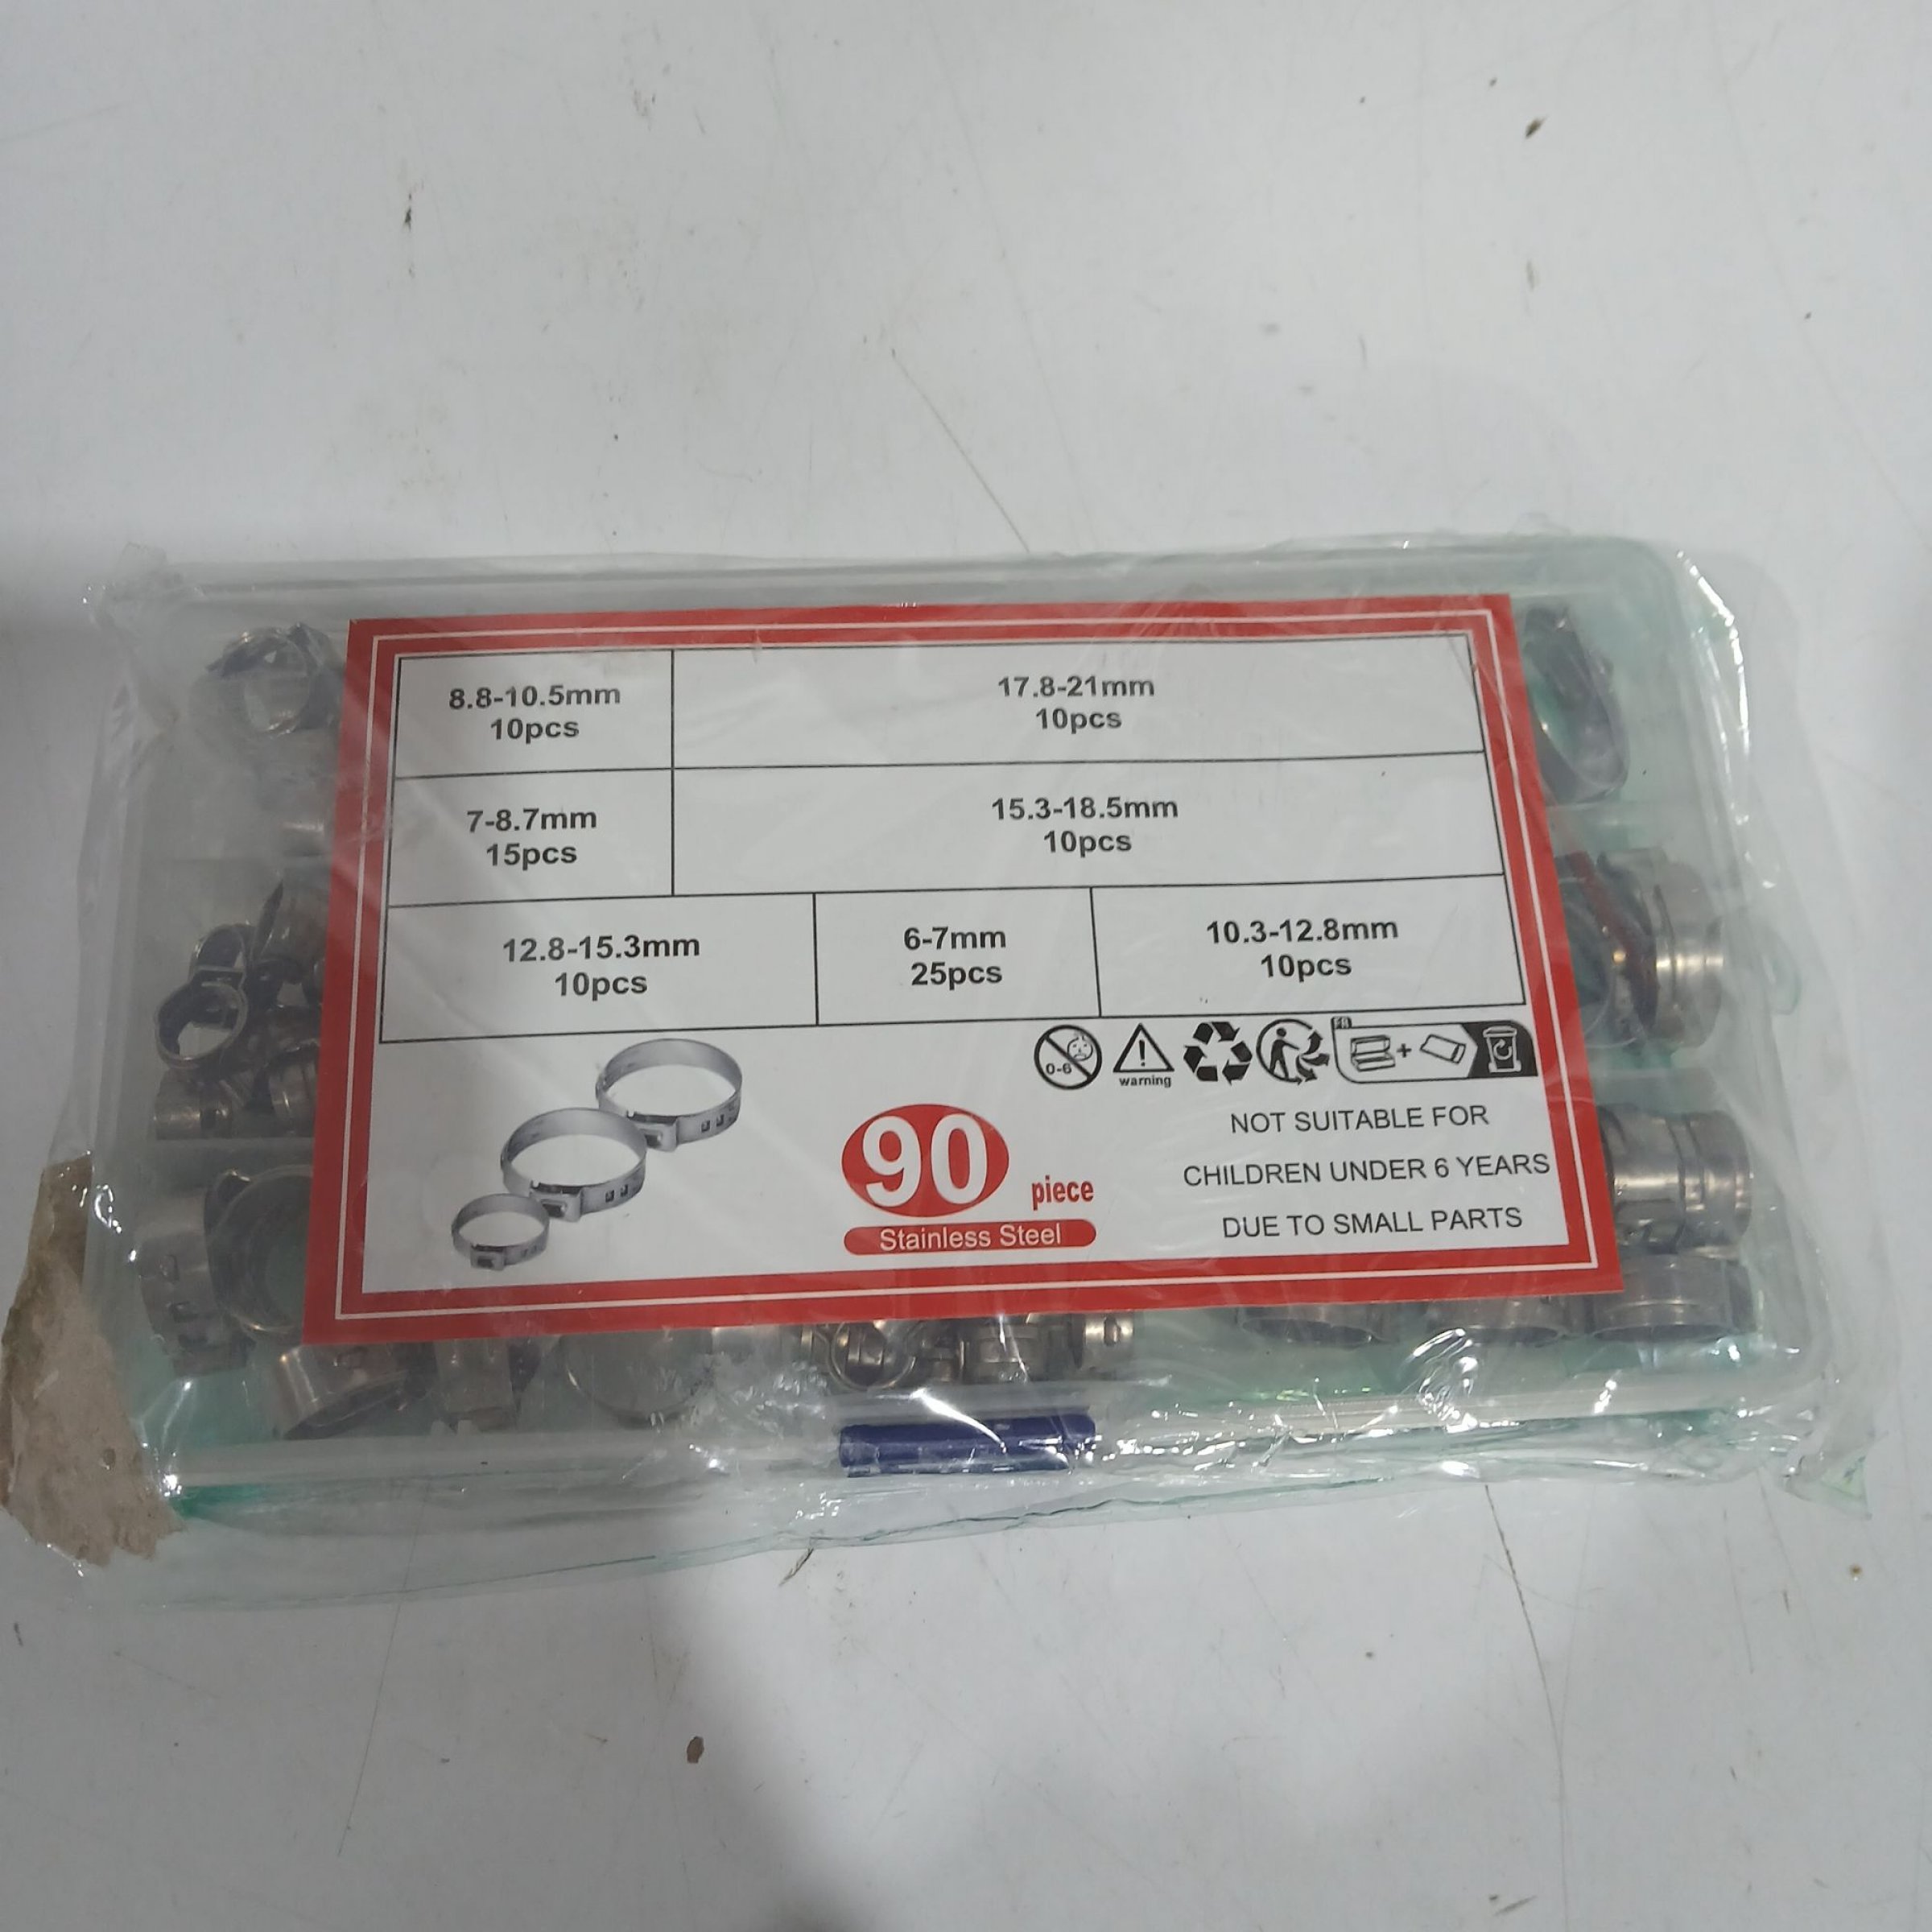 8.8-10.5mm
10pcs
17.8-21mm
10pcs
7-8.7mm
15pcs
15.3-18.5mm
10pcs
12.8-15.3mm
10pcs
6-7mm
25pcs
10.3-12.8mm
10pcs
0-6
warning
FR
+
90
piece
Stainless Steel
NOT SUITABLE FOR
CHILDREN UNDER 6 YEARS
DUE TO SMALL PARTS